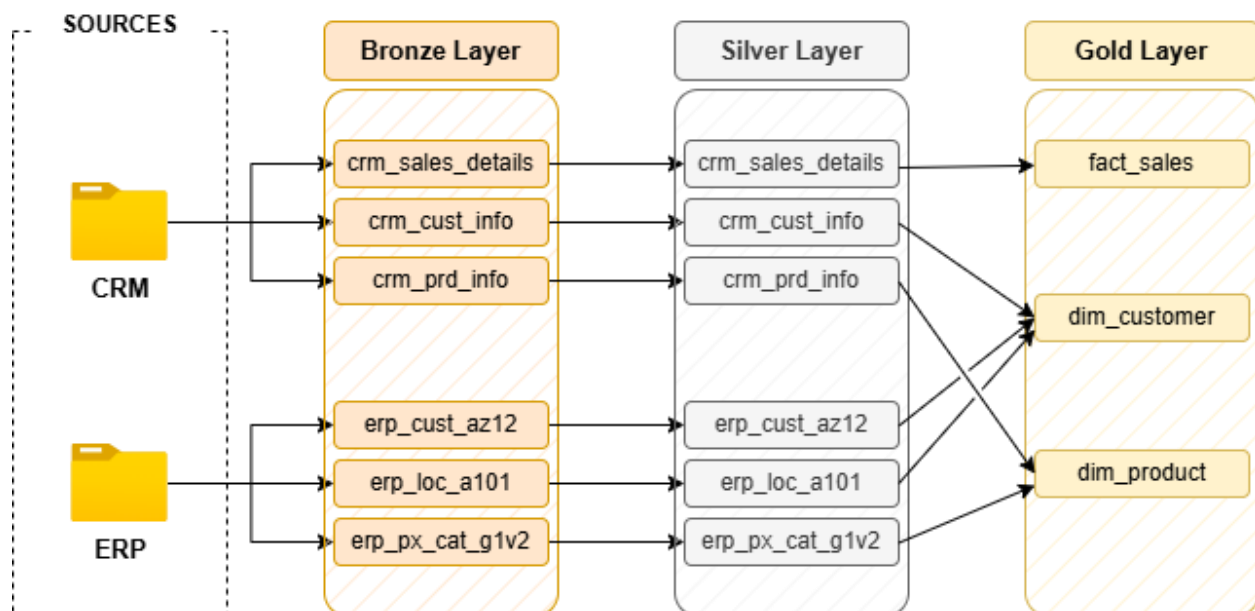 SOURCES
CRM
ERP
Bronze Layer
crm_sales_details
crm_cust_info
crm_prd_info
erp_cust_az12
erp_loc_a101
erp_px_cat_g1v2
Silver Layer
crm_sales_details
crm_cust_info
crm_prd_info
erp_cust_az12
erp_loc_a101
erp_px_cat_g1v2
Gold Layer
fact_sales
dim_customer
dim_product